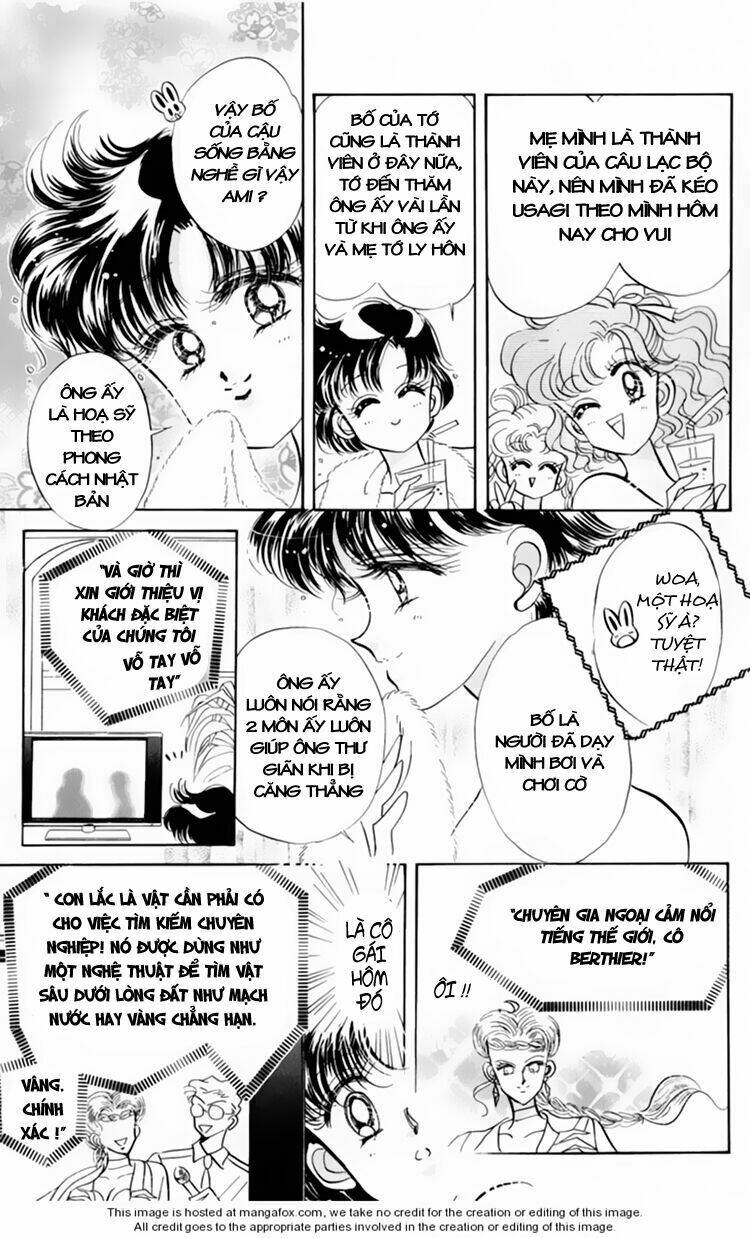 MẸ MÌNH LÀ THÀNH
VIÊN CỦA CÂU LẠC BỘ
NÀY, NÊN MÌNH ĐÃ KÉO
USAGI THEO MÌNH HÔM
NAY CHO VUI
BỐ CỦA TỚ
CŨNG LÀ THÀNH
VIÊN Ở ĐÂY NỮA,
TỚ ĐẾN THĂM
ÔNG ẤY VÀI LẦN
TỪ KHI ÔNG ẤY
VÀ MẸ TỚ LY HÔN
VẬY BỐ
CỦA CẬU
SỐNG BẰNG
NGHỀ GÌ VẬY
AMI ?
ÔNG ẤY
LÀ HOẠ SỸ
THEO
PHONG
CÁCH NHẬT
BẢN
WOA,
MỘT HOẠ
SỸ À?
TUYỆT
THẬT!
BỐ LÀ
NGƯỜI ĐÃ DẠY
MÌNH BƠI VÀ
CHƠI CỜ
ÔNG ẤY
LUÔN NÓI RẰNG
2 MÔN ẤY LUÔN
GIÚP ÔNG THƯ
GIÃN KHI BỊ
CĂNG THẲNG
"VÀ GIỜ THÌ
XIN GIỚI THIỆU VỊ
KHÁCH ĐẶC BIỆT
CỦA CHÚNG TÔI
VỖ TAY VỖ
TAY"
"CHUYÊN GIA NGOẠI CẢM NỔI
TIẾNG THẾ GIỚI, CÔ
BERTHIER!"
ÔI !!
LÀ CÔ
GÁI
HÔM
ĐÓ
" CON LẮC LÀ VẬT CẦN PHẢI CÓ
CHO VIỆC TÌM KIẾM CHUYÊN
NGHIỆP! NÓ ĐƯỢC DÙNG NHƯ
MỘT NGHỆ THUẬT ĐỂ TÌM VẬT
SÂU DƯỚI LÒNG ĐẤT NHƯ MẠCH
NƯỚC HAY VÀNG CHẲNG HẠN.
VÂNG,
CHÍNH
XÁC !"
This image is hosted at mangafox.com, we take no credit for the creation or editing of this image.
All credit goes to the appropriate parties involved in the creation or editing of this image.